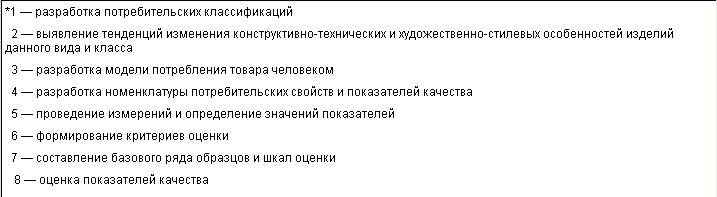 *1 — разработка потребительских классификаций
2 — выявление тенденций изменения конструктивно-технических и художественно-стилевых особенностей изделий
данного вида и класса
3 — разработка модели потребления товара человеком
4 — разработка номенклатуры потребительских свойств и показателей качества
5 — проведение измерений и определение значений показателей
6 — формирование критериев оценки
7 — составление базового ряда образцов и шкал оценки
8 — оценка показателей качества